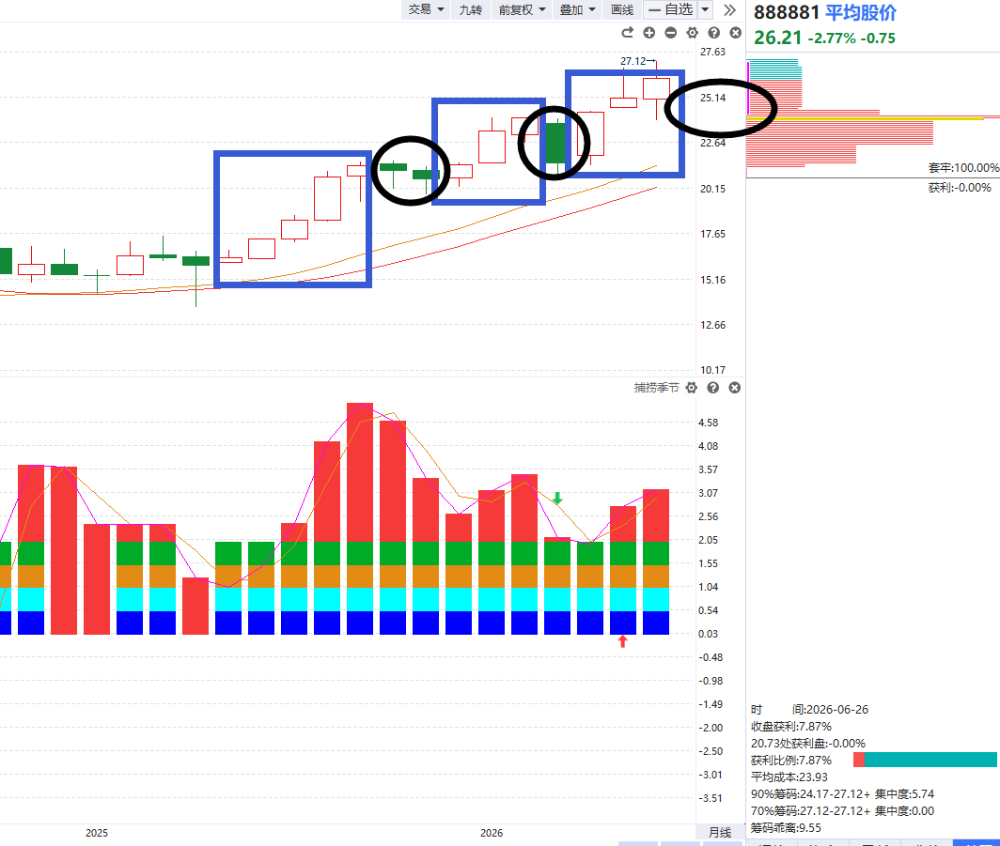 交易 九转 前复权 叠加 画线 一 自选
888881 平均股价
26.21 -2.77% -0.75
27.63
27.12→
25.14
22.64
20.15
17.65
15.16
12.66
10.17
套牢:100.00%
获利:-0.00%
捕捞季节
4.58
4.08
3.57
3.07
2.56
2.05
1.55
1.04
0.54
0.03
-0.48
-0.98
-1.49
-2.00
-2.50
-3.01
-3.51
2025
2026
月线
时 间:2026-06-26
收盘获利:7.87%
20.73处获利盘:-0.00%
获利比例:7.87%
平均成本:23.93
90%筹码:24.17-27.12+ 集中度:5.74
70%筹码:27.12-27.12+ 集中度:0.00
筹码乖离:9.55